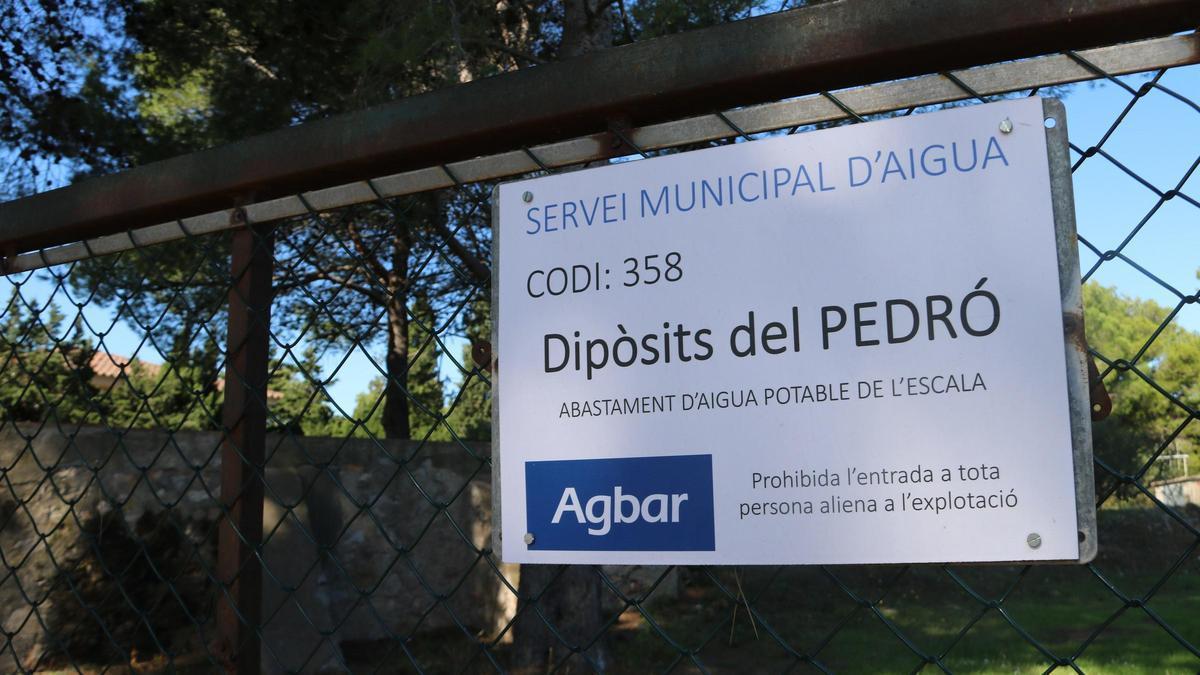 SERVEI MUNICIPAL D'AIGUA
CODI: 358
Dipòsits del PEDRÓ
ABASTAMENT D'AIGUA POTABLE DE L'ESCALA
Agbar
Prohibida l'entrada a tota
persona aliena a l'explotació